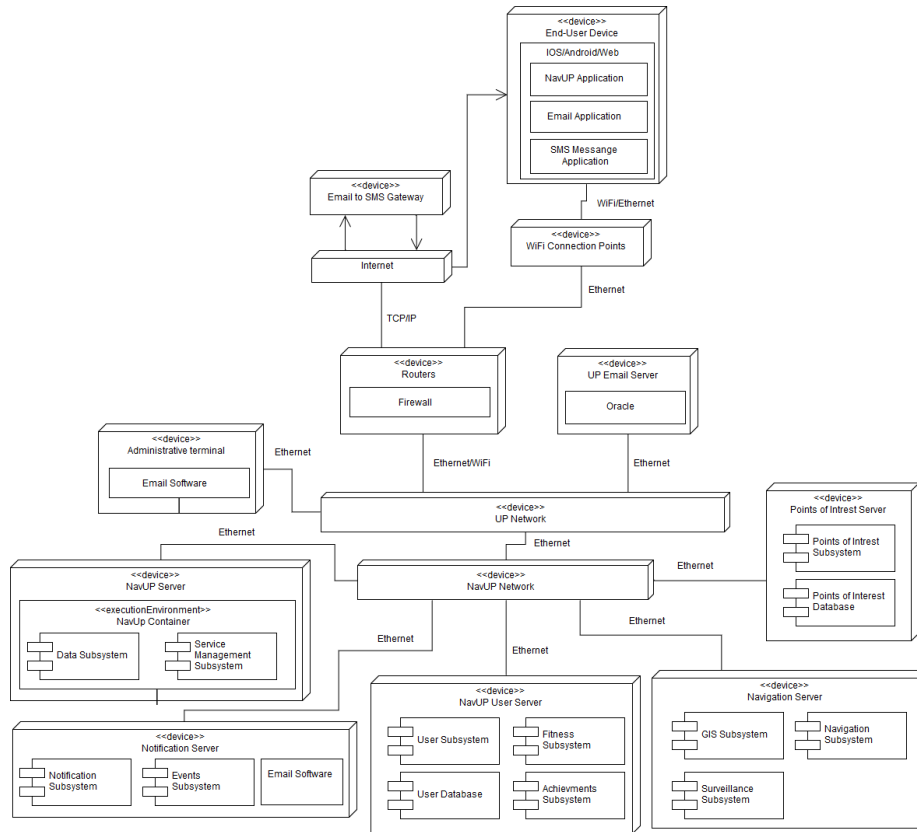 <<device>>
End-User Device
IOS/Android/Web
NavUP Application
Email Application
SMS Messange
Application
<<device>>
Email to SMS Gateway
WiFi/Ethernet
<<device>>
WiFi Connection Points
Internet
Ethernet
TCP/IP
<<device>>
Routers
Firewall
<<device>>
UP Email Server
Oracle
<<device>>
Administrative terminal
Email Software
Ethernet
Ethernet/WiFi
Ethernet
<<device>>
UP Network
<<device>>
Points of Intrest Server
Points of Intrest
Subsystem
Points of Interest
Database
Ethernet
Ethernet
<<device>>
NavUP Network
Ethernet
<<device>>
NavUP Server
<<executionEnvironment>>
NavUp Container
Data Subsystem
Service
Management
Subsystem
Ethernet
Ethernet
<<device>>
Notification Server
Notification
Subsystem
Events
Subsystem
Email Software
<<device>>
NavUP User Server
User Subsystem
Fitness
Subsystem
User Database
Achievments
Subsystem
<<device>>
Navigation Server
GIS Subsystem
Navigation
Subsystem
Surveillance
Subsystem